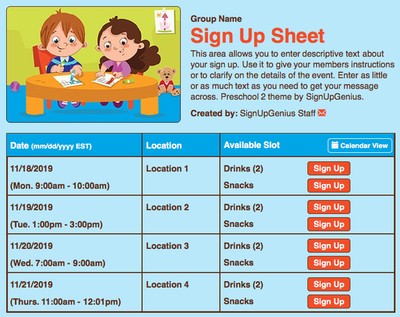 Group Name
Sign Up Sheet
This area allows you to enter descriptive text about
your sign up. Use it to give your members instructions
or to clarify on the details of the event. Enter as little
or as much text as you need to get your message
across. Preschool 2 theme by SignUpGenius.
Created by: SignUpGenius Staff
Date (mm/dd/yyyy EST) Location Available Slot Calendar View
11/18/2019 Location 1 Drinks (2) Sign Up
(Mon. 9:00am - 10:00am) Snacks Sign Up
11/19/2019 Location 2 Drinks (2) Sign Up
(Tue. 1:00pm - 3:00pm) Snacks Sign Up
11/20/2019 Location 3 Drinks (2) Sign Up
(Wed. 7:00am - 9:00am) Snacks Sign Up
11/21/2019 Location 4 Drinks (2) Sign Up
(Thurs. 11:00am - 12:01pm) Snacks Sign Up